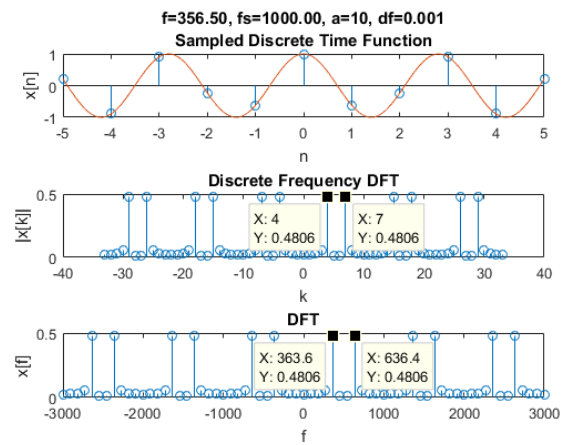 f=356.50, fs=1000.00, a=10, df=0.001
Sampled Discrete Time Function
1
0
-1
x[n]
-5 -4 -3 -2 -1 0 1 2 3 4 5
n
Discrete Frequency DFT
0.5
0
|x[k]|
X: 4
Y: 0.4806
X: 7
Y: 0.4806
-40 -30 -20 -10 0 10 20 30 40
k
DFT
0.5
0
x[f]
X: 363.6
Y: 0.4806
X: 636.4
Y: 0.4806
-3000 -2000 -1000 0 1000 2000 3000
f